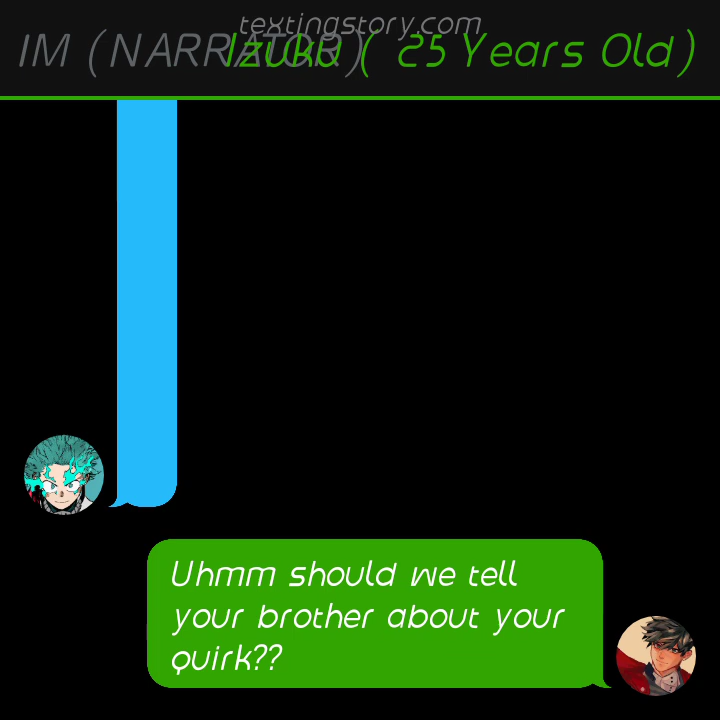 textingstory.com
IM (NARRATOR)
Izuku ( 25 Years Old)
Uhmm should we tell
your brother about your
quirk??